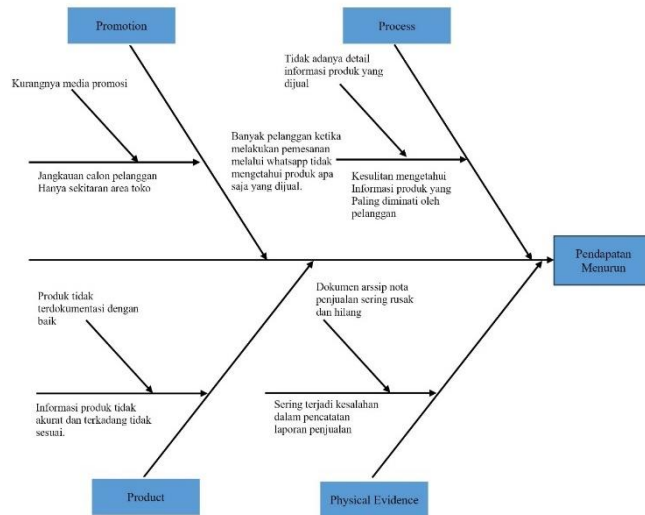 Promotion
Process
Kurangnya media promosi
Tidak adanya detail
informasi produk yang
dijual
Jangkauan calon pelanggan
Hanya sekitaran area toko
Banyak pelanggan ketika
melakukan pemesanan
melalui whatsapp tidak
mengetahui produk apa
saja yang dijual.
Kesulitan mengetahui
Informasi produk yang
Paling diminati oleh
pelanggan
Pendapatan
Menurun
Produk tidak
terdokumentasi dengan
baik
Dokumen arssip nota
penjualan sering rusak
dan hilang
Informasi produk tidak
akurat dan terkadang tidak
sesuai.
Sering terjadi kesalahan
dalam pencatatan
laporan penjualan
Product
Physical Evidence